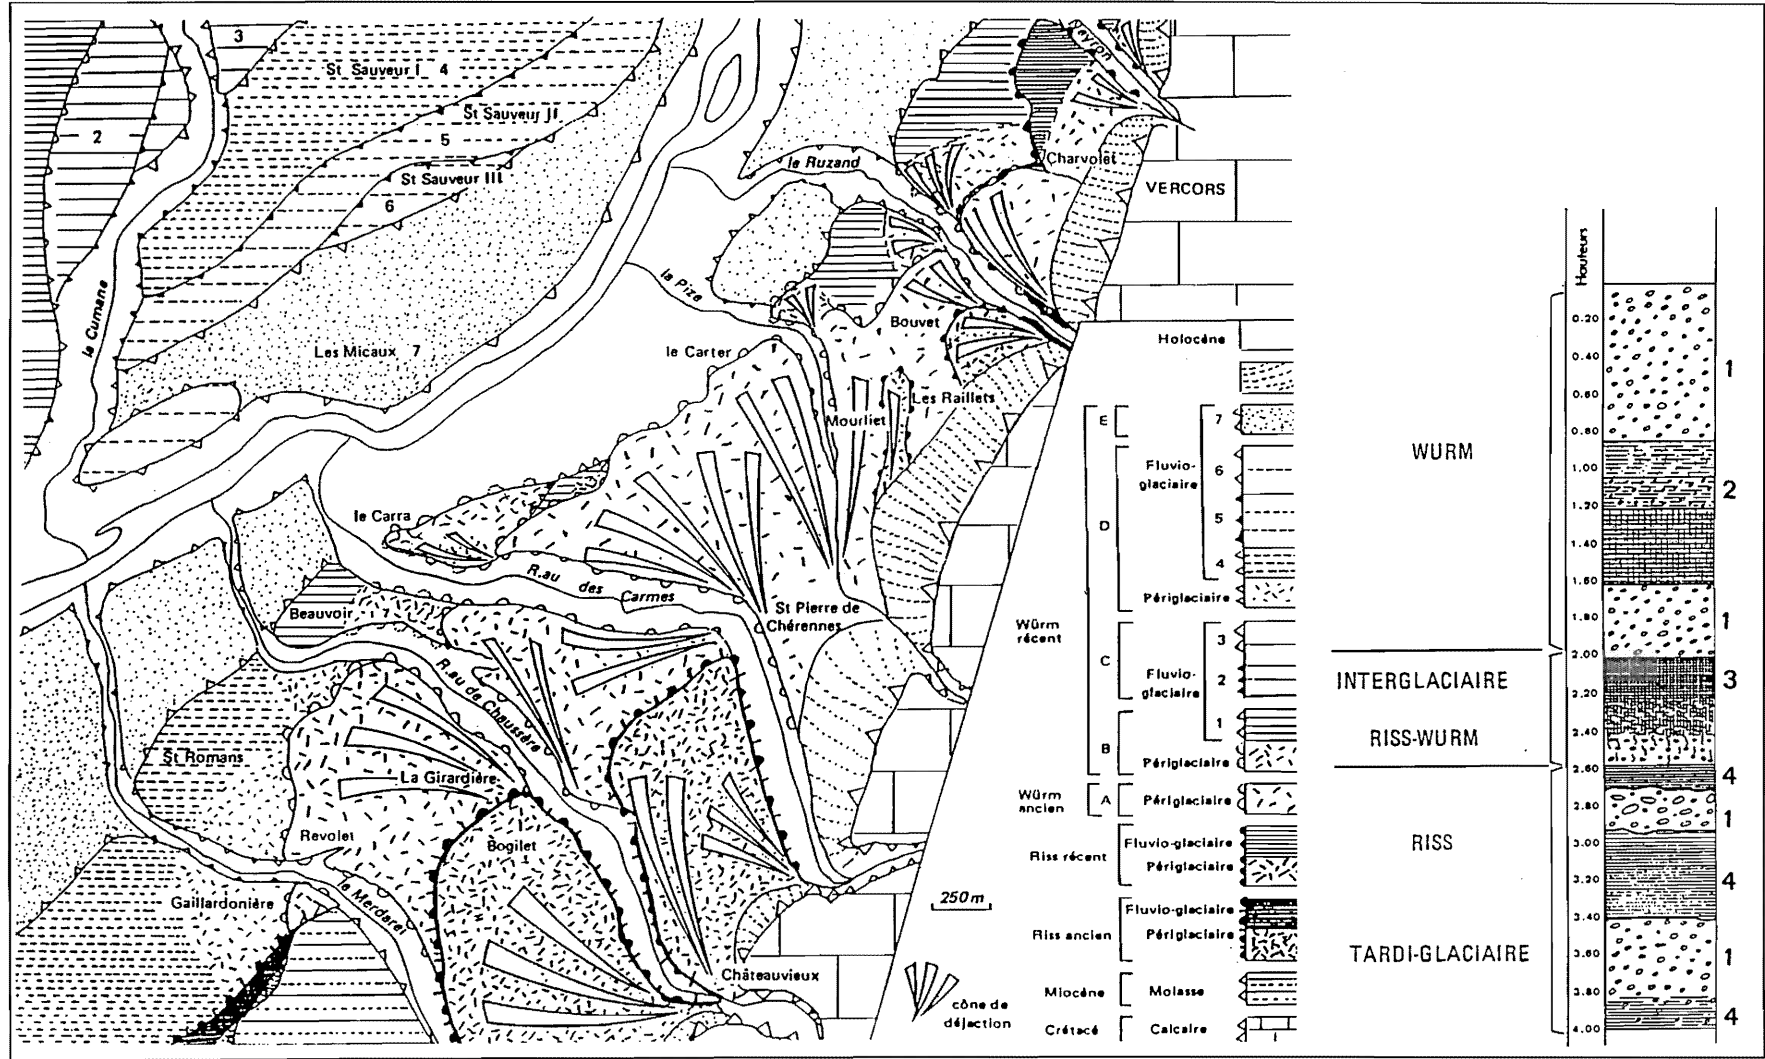 3
St Sauveur I 4
2
St Sauveur II
5
St Sauveur III
6
la Cumane
Les Micaux 7
le Ruzand
Charvolet
VERCORS
la Pize
Bouvet
le Carter
Les Raillets
Mourliet
le Carra
R.au des Carmes
Beauvoir
St Pierre de
Chérennes
R.au de Chaussère
St Romans
La Girardière
Revolet
Bogilet
Gaillardonière
le Merdaret
Châteauvieux
Holocène
E
7
Fluvio-
glaciaire
6
D
5
4
Périglaciaire
Würm
récent
3
C
Fluvio-
glaciaire
2
1
B
Périglaciaire
Würm
ancien
A
Périglaciaire
Riss récent
Fluvio-glaciaire
Périglaciaire
250m
Riss ancien
Fluvio-glaciaire
Périglaciaire
Miocène
Molasse
Crétacé
Calcaire
cône de
déjaction
Hauteurs
0.20
0.40
0.60
0.80
1.00
1.20
1.40
1.60
1.80
2.00
2.20
2.40
2.60
2.80
3.00
3.20
3.40
3.60
3.80
4.00
WURM
INTERGLACIAIRE
RISS-WURM
RISS
TARDI-GLACIAIRE
1
2
1
3
4
1
4
1
4